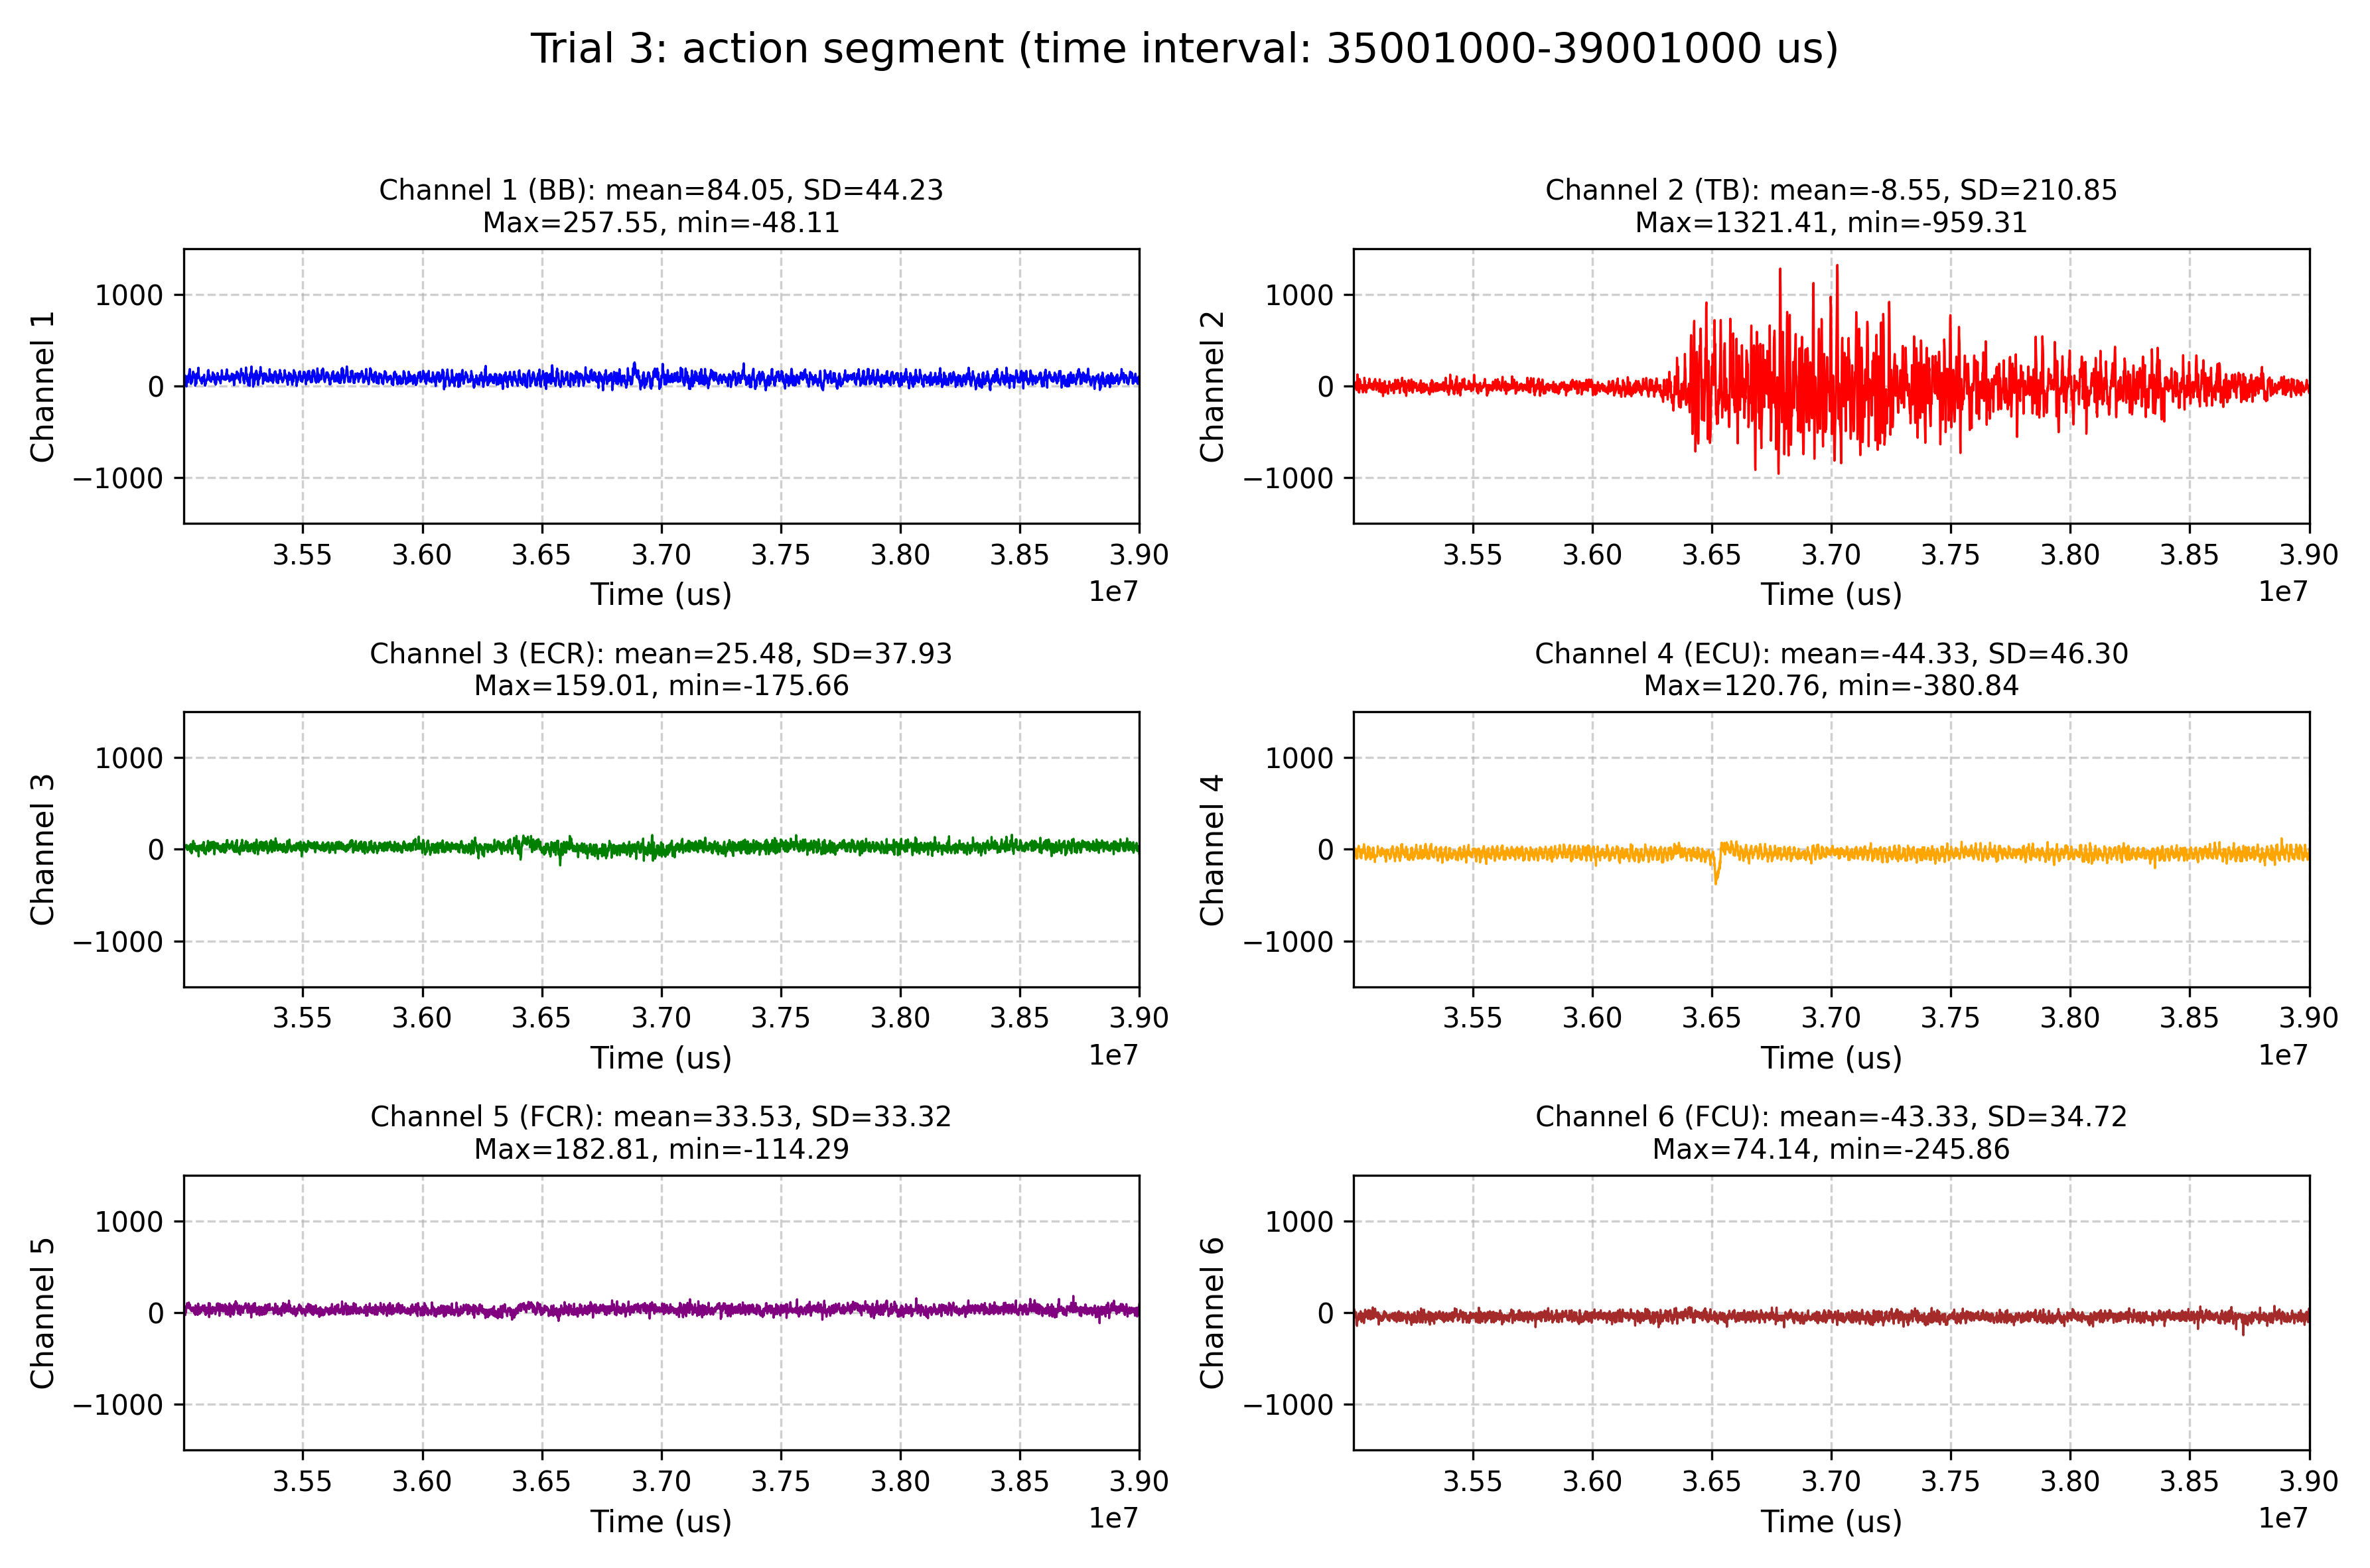 Trial 3: action segment (time interval: 35001000-39001000 us)
Channel 1 (BB): mean=84.05, SD=44.23
Max=257.55, min=-48.11
Channel 1
1000
0
−1000
3.55 3.60 3.65 3.70 3.75 3.80 3.85 3.90
Time (us)
1e7
Channel 2 (TB): mean=-8.55, SD=210.85
Max=1321.41, min=-959.31
Channel 2
1000
0
−1000
3.55 3.60 3.65 3.70 3.75 3.80 3.85 3.90
Time (us)
1e7
Channel 3 (ECR): mean=25.48, SD=37.93
Max=159.01, min=-175.66
Channel 3
1000
0
−1000
3.55 3.60 3.65 3.70 3.75 3.80 3.85 3.90
Time (us)
1e7
Channel 4 (ECU): mean=-44.33, SD=46.30
Max=120.76, min=-380.84
Channel 4
1000
0
−1000
3.55 3.60 3.65 3.70 3.75 3.80 3.85 3.90
Time (us)
1e7
Channel 5 (FCR): mean=33.53, SD=33.32
Max=182.81, min=-114.29
Channel 5
1000
0
−1000
3.55 3.60 3.65 3.70 3.75 3.80 3.85 3.90
Time (us)
1e7
Channel 6 (FCU): mean=-43.33, SD=34.72
Max=74.14, min=-245.86
Channel 6
1000
0
−1000
3.55 3.60 3.65 3.70 3.75 3.80 3.85 3.90
Time (us)
1e7